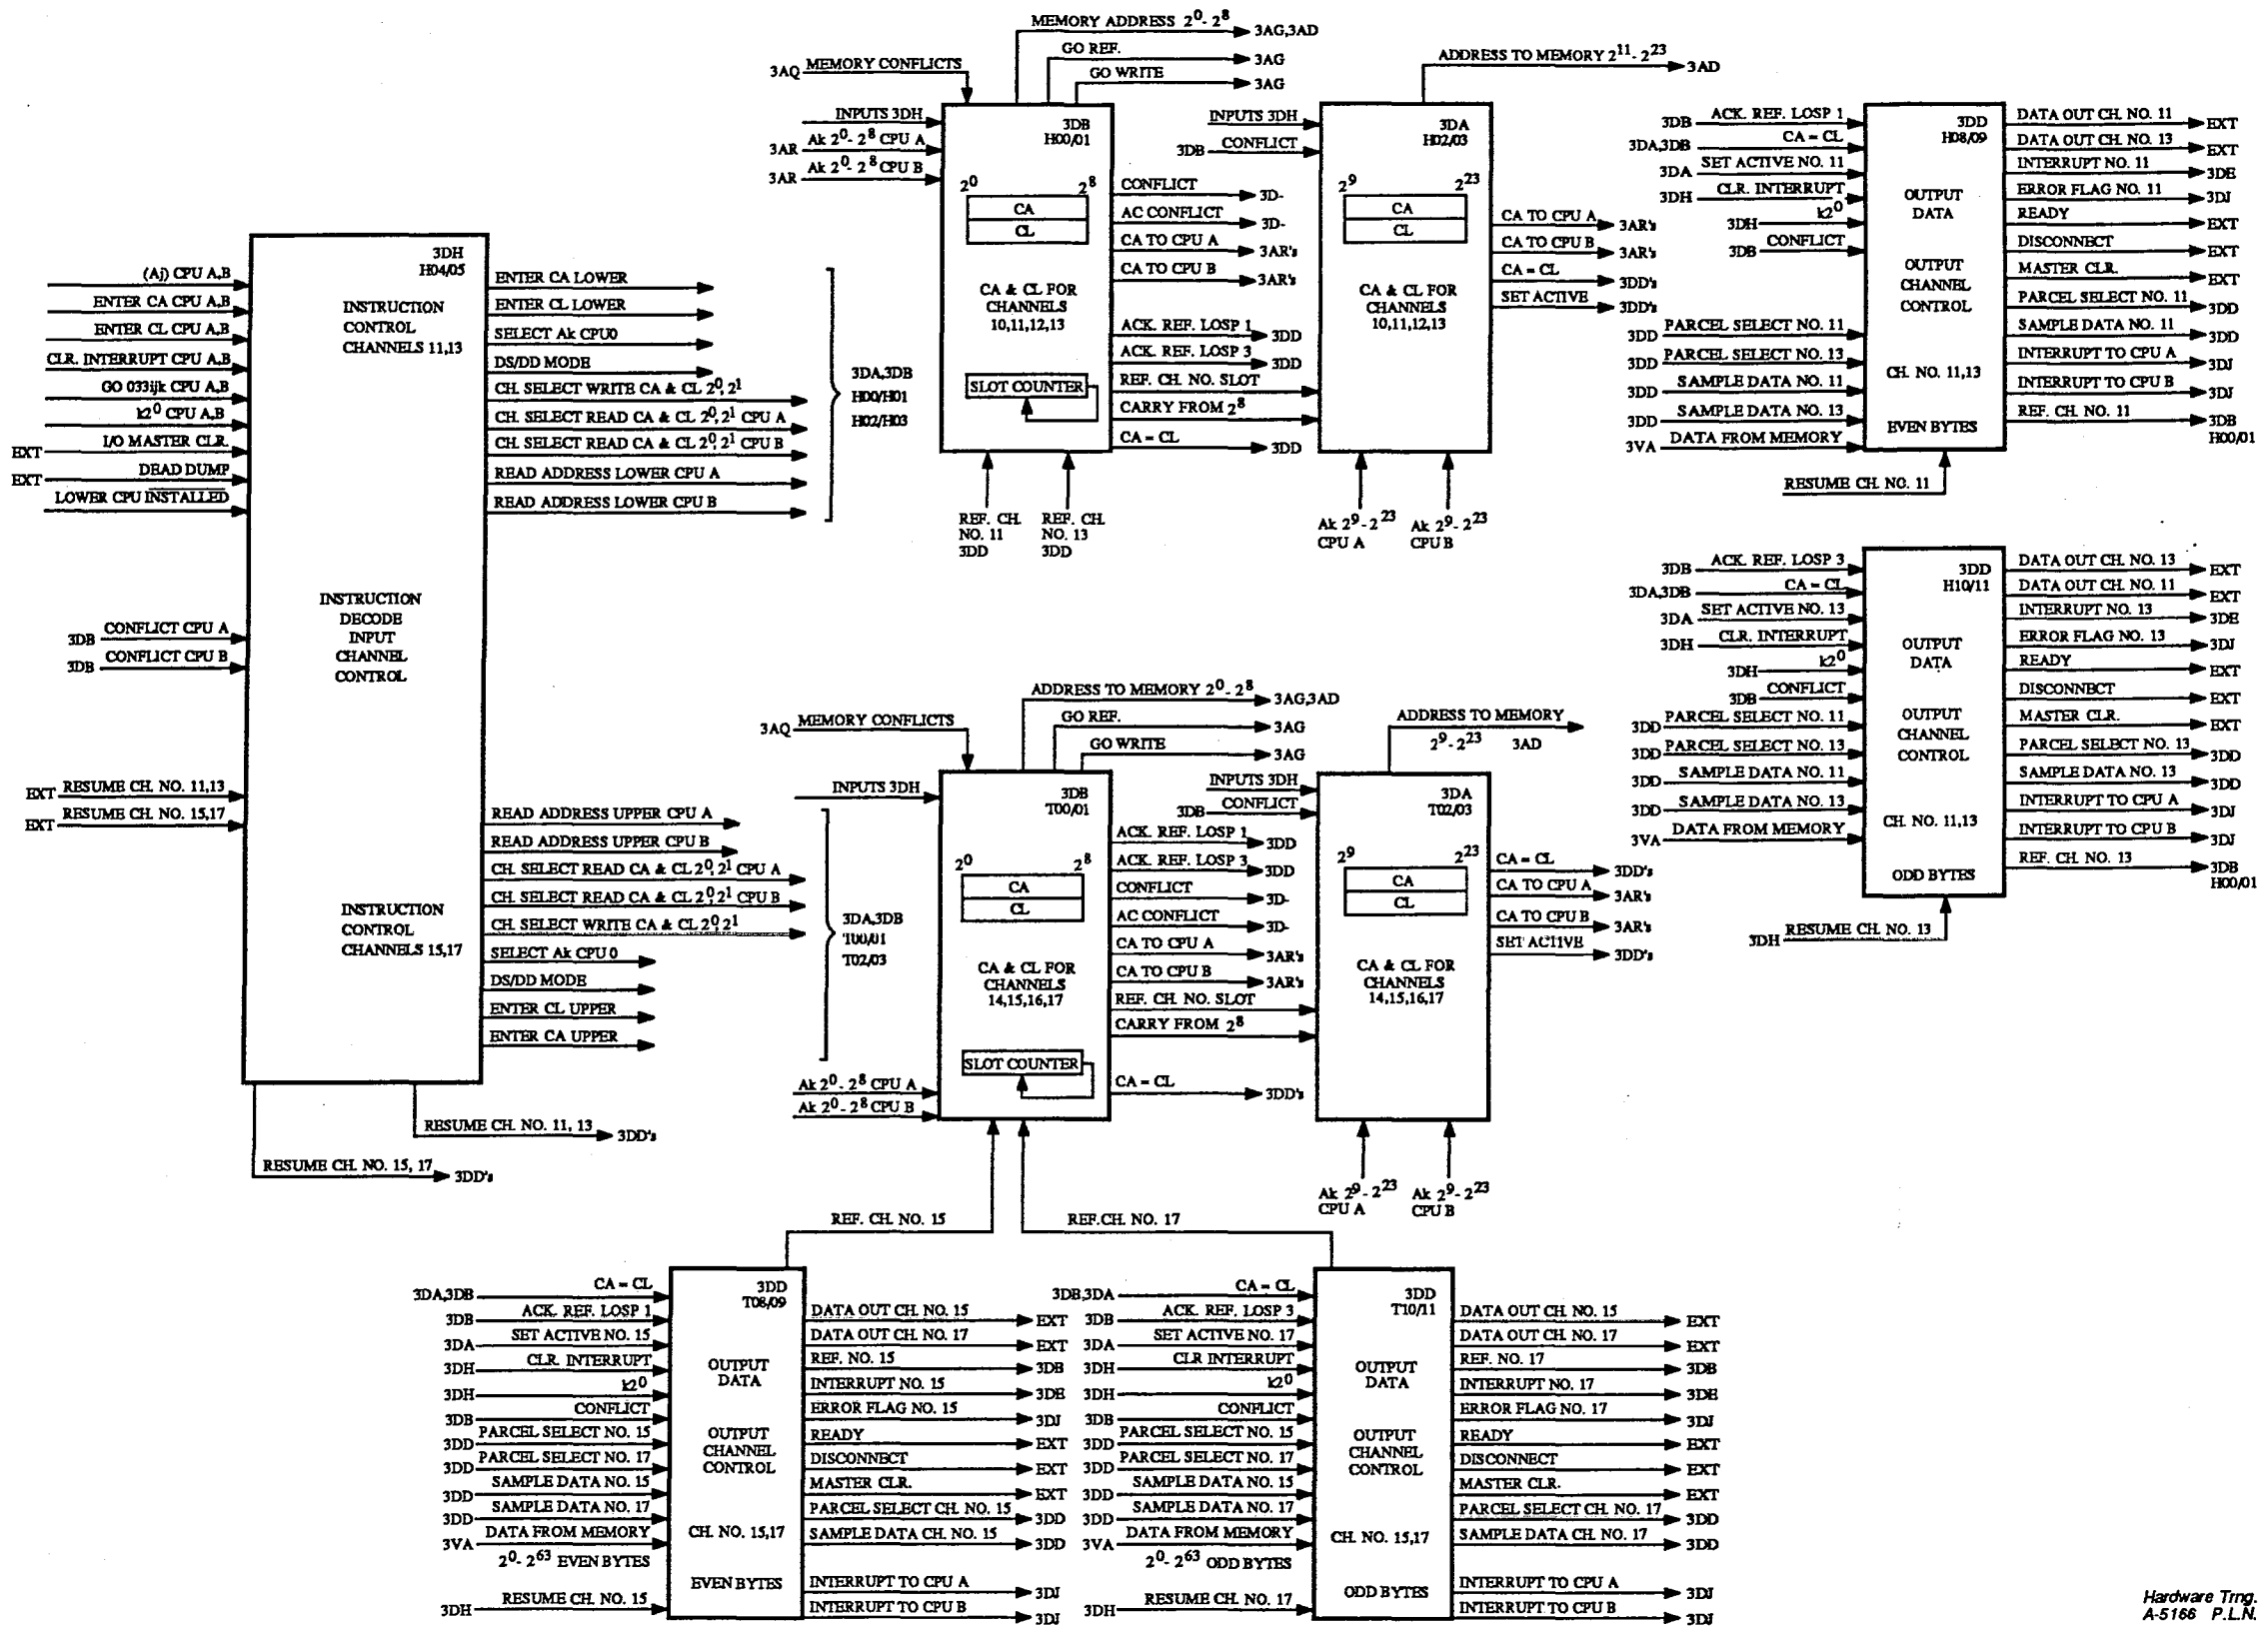 MEMORY ADDRESS 2⁰- 2⁸
3AG,3AD
GO REF.
3AG
GO WRITE
3AG
3AQ MEMORY CONFLICTS
INPUTS 3DH
3AR Ak 2⁰- 2⁸ CPU A
3AR Ak 2⁰- 2⁸ CPU B
3DB
H00/01
2⁰ 2⁸
CA
CL
CA & CL FOR
CHANNELS
10,11,12,13
SLOT COUNTER
CONFLICT 3D-
AC CONFLICT 3D-
CA TO CPU A 3AR's
CA TO CPU B 3AR's
ACK. REF. LOSP 1 3DD
ACK. REF. LOSP 3 3DD
REF. CH. NO. SLOT
CARRY FROM 2⁸
CA = CL 3DD
REF. CH.
NO. 11
3DD
REF. CH.
NO. 13
3DD
ADDRESS TO MEMORY 2¹¹- 2²³
3AD
INPUTS 3DH
3DB CONFLICT
3DA
H02/03
2⁹ 2²³
CA
CL
CA & CL FOR
CHANNELS
10,11,12,13
CA TO CPU A 3AR's
CA TO CPU B 3AR's
CA = CL 3DD's
SET ACTIVE 3DD's
Ak 2⁹- 2²³
CPU A
Ak 2⁹- 2²³
CPU B
3DB ACK. REF. LOSP 1
3DA,3DB CA = CL
3DA SET ACTIVE NO. 11
3DH CLR. INTERRUPT
3DH k2⁰
3DB CONFLICT
3DD PARCEL SELECT NO. 11
3DD PARCEL SELECT NO. 13
3DD SAMPLE DATA NO. 11
3DD SAMPLE DATA NO. 13
3VA DATA FROM MEMORY
RESUME CH. NO. 11
3DD
H08/09
OUTPUT
DATA
OUTPUT
CHANNEL
CONTROL
CH. NO. 11,13
EVEN BYTES
DATA OUT CH. NO. 11 EXT
DATA OUT CH. NO. 13 EXT
INTERRUPT NO. 11 3DE
ERROR FLAG NO. 11 3DJ
READY EXT
DISCONNECT EXT
MASTER CLR. EXT
PARCEL SELECT NO. 11 3DD
SAMPLE DATA NO. 11 3DD
INTERRUPT TO CPU A 3DJ
INTERRUPT TO CPU B 3DJ
REF. CH. NO. 11 3DB
H00/01
(Aj) CPU A,B
ENTER CA CPU A,B
ENTER CL CPU A,B
CLR. INTERRUPT CPU A,B
GO 033ijk CPU A,B
k2⁰ CPU A,B
EXT I/O MASTER CLR.
EXT DEAD DUMP
LOWER CPU INSTALLED
3DB CONFLICT CPU A
3DB CONFLICT CPU B
EXT RESUME CH. NO. 11,13
EXT RESUME CH. NO. 15,17
3DH
H04/05
INSTRUCTION
CONTROL
CHANNELS 11,13
INSTRUCTION
DECODE
INPUT
CHANNEL
CONTROL
INSTRUCTION
CONTROL
CHANNELS 15,17
ENTER CA LOWER
ENTER CL LOWER
SELECT Ak CPU0
DS/DD MODE
CH. SELECT WRITE CA & CL 2⁰, 2¹
CH. SELECT READ CA & CL 2⁰, 2¹ CPU A
CH. SELECT READ CA & CL 2⁰, 2¹ CPU B
READ ADDRESS LOWER CPU A
READ ADDRESS LOWER CPU B
3DA,3DB
H00/H01
H02/H03
READ ADDRESS UPPER CPU A
READ ADDRESS UPPER CPU B
CH. SELECT READ CA & CL 2⁰, 2¹ CPU A
CH. SELECT READ CA & CL 2⁰, 2¹ CPU B
CH. SELECT WRITE CA & CL 2⁰, 2¹
SELECT Ak CPU 0
DS/DD MODE
ENTER CL UPPER
ENTER CA UPPER
3DA,3DB
T00/01
T02/03
RESUME CH. NO. 11, 13 3DD's
RESUME CH. NO. 15, 17 3DD's
ADDRESS TO MEMORY 2⁰- 2⁸
3AG,3AD
GO REF.
3AG
GO WRITE
3AG
3AQ MEMORY CONFLICTS
INPUTS 3DH
Ak 2⁰- 2⁸ CPU A
Ak 2⁰- 2⁸ CPU B
3DB
T00/01
2⁰ 2⁸
CA
CL
CA & CL FOR
CHANNELS
14,15,16,17
SLOT COUNTER
ACK. REF. LOSP 1 3DD
ACK. REF. LOSP 3 3DD
CONFLICT 3D-
AC CONFLICT 3D-
CA TO CPU A 3AR's
CA TO CPU B 3AR's
REF. CH. NO. SLOT
CARRY FROM 2⁸
CA = CL 3DD's
ADDRESS TO MEMORY
2⁹- 2²³ 3AD
INPUTS 3DH
3DB CONFLICT
3DA
T02/03
2⁹ 2²³
CA
CL
CA & CL FOR
CHANNELS
14,15,16,17
CA = CL 3DD's
CA TO CPU A 3AR's
CA TO CPU B 3AR's
SET ACTIVE 3DD's
Ak 2⁹- 2²³
CPU A
Ak 2⁹- 2²³
CPU B
3DB ACK. REF. LOSP 3
3DA,3DB CA = CL
3DA SET ACTIVE NO. 13
3DH CLR. INTERRUPT
3DH k2⁰
3DB CONFLICT
3DD PARCEL SELECT NO. 11
3DD PARCEL SELECT NO. 13
3DD SAMPLE DATA NO. 11
3DD SAMPLE DATA NO. 13
3VA DATA FROM MEMORY
3DH RESUME CH. NO. 13
3DD
H10/11
OUTPUT
DATA
OUTPUT
CHANNEL
CONTROL
CH. NO. 11,13
ODD BYTES
DATA OUT CH. NO. 13 EXT
DATA OUT CH. NO. 11 EXT
INTERRUPT NO. 13 3DE
ERROR FLAG NO. 13 3DJ
READY EXT
DISCONNECT EXT
MASTER CLR. EXT
PARCEL SELECT NO. 13 3DD
SAMPLE DATA NO. 13 3DD
INTERRUPT TO CPU A 3DJ
INTERRUPT TO CPU B 3DJ
REF. CH. NO. 13 3DB
H00/01
REF. CH. NO. 15
REF.CH. NO. 17
3DA,3DB CA = CL
3DB ACK. REF. LOSP 1
3DA SET ACTIVE NO. 15
3DH CLR. INTERRUPT
3DH k2⁰
3DB CONFLICT
3DD PARCEL SELECT NO. 15
3DD PARCEL SELECT NO. 17
3DD SAMPLE DATA NO. 15
3DD SAMPLE DATA NO. 17
3VA DATA FROM MEMORY
2⁰- 2⁶³ EVEN BYTES
3DH RESUME CH. NO. 15
3DD
T08/09
OUTPUT
DATA
OUTPUT
CHANNEL
CONTROL
CH. NO. 15,17
EVEN BYTES
DATA OUT CH. NO. 15 EXT
DATA OUT CH. NO. 17 EXT
REF. NO. 15 3DB
INTERRUPT NO. 15 3DE
ERROR FLAG NO. 15 3DJ
READY EXT
DISCONNECT EXT
MASTER CLR. EXT
PARCEL SELECT CH. NO. 15 3DD
SAMPLE DATA CH. NO. 15 3DD
INTERRUPT TO CPU A 3DJ
INTERRUPT TO CPU B 3DJ
3DB,3DA CA = CL
3DB ACK. REF. LOSP 3
3DA SET ACTIVE NO. 17
3DH CLR INTERRUPT
3DH k2⁰
3DB CONFLICT
3DD PARCEL SELECT NO. 15
3DD PARCEL SELECT NO. 17
3DD SAMPLE DATA NO. 15
3DD SAMPLE DATA NO. 17
3VA DATA FROM MEMORY
2⁰- 2⁶³ ODD BYTES
3DH RESUME CH. NO. 17
3DD
T10/11
OUTPUT
DATA
OUTPUT
CHANNEL
CONTROL
CH. NO. 15,17
ODD BYTES
DATA OUT CH. NO. 15 EXT
DATA OUT CH. NO. 17 EXT
REF. NO. 17 3DB
INTERRUPT NO. 17 3DE
ERROR FLAG NO. 17 3DJ
READY EXT
DISCONNECT EXT
MASTER CLR. EXT
PARCEL SELECT CH. NO. 17 3DD
SAMPLE DATA CH. NO. 17 3DD
INTERRUPT TO CPU A 3DJ
INTERRUPT TO CPU B 3DJ
Hardware Trng.
A-5166 P.L.N.